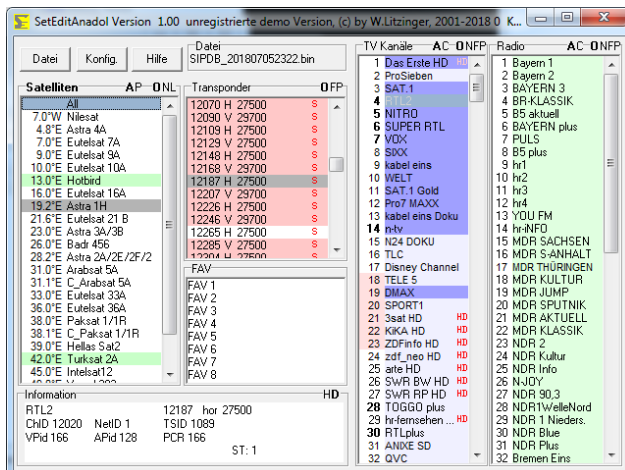 SetEditAnadol Version 1.00 unregistrierte demo Version, (c) by W.Litzinger, 2001-2018 0 K...
Datei
Konfig.
Hilfe
Datei
SIPDB_201807052322.bin
Satelliten A P - O N L
All
7.0°W Nilesat
4.8°E Astra 4A
7.0°E Eutelsat 7A
9.0°E Eutelsat 9A
10.0°E Eutelsat 10A
13.0°E Hotbird
16.0°E Eutelsat 16A
19.2°E Astra 1H
21.6°E Eutelsat 21 B
23.0°E Astra 3A/3B
26.0°E Badr 456
28.2°E Astra 2A/2E/2F/2
31.0°E Arabsat 5A
31.1°E C_Arabsat 5A
33.0°E Eutelsat 33A
36.0°E Eutelsat 36A
38.0°E Paksat 1/1R
38.1°E C_Paksat 1/1R
39.0°E Hellas Sat2
42.0°E Turksat 2A
45.0°E Intelsat12
Transponder O F P
12070 H 27500 S
12090 V 29700 S
12109 H 27500 S
12129 V 27500 S
12148 H 27500 S
12168 V 29700 S
12187 H 27500 S
12207 V 29700 S
12226 H 27500 S
12246 V 29700 S
12265 H 27500 S
12285 V 27500 S
12294 H 27500 S
FAV
FAV 1
FAV 2
FAV 3
FAV 4
FAV 5
FAV 6
FAV 7
FAV 8
TV Kanäle A C - O N F P
1 Das Erste HD HD
2 ProSieben
3 SAT.1
4 RTL2
5 NITRO
6 SUPER RTL
7 VOX
8 SIXX
9 kabel eins
10 WELT
11 SAT.1 Gold
12 Pro7 MAXX
13 kabel eins Doku
14 n-tv
15 N24 DOKU
16 TLC
17 Disney Channel
18 TELE 5
19 DMAX
20 SPORT1
21 3sat HD HD
22 KiKA HD HD
23 ZDFinfo HD HD
24 zdf_neo HD HD
25 arte HD HD
26 SWR BW HD HD
27 SWR RP HD HD
28 TOGGO plus
29 hr-fernsehen ... HD
30 RTLplus
31 ANIXE SD
32 QVC
Radio A C - O N F P
1 Bayern 1
2 Bayern 2
3 BAYERN 3
4 BR-KLASSIK
5 B5 aktuell
6 BAYERN plus
7 PULS
8 B5 plus
9 hr1
10 hr2
11 hr3
12 hr4
13 YOU FM
14 hr-iNFO
15 MDR SACHSEN
16 MDR S-ANHALT
17 MDR THÜRINGEN
18 MDR KULTUR
19 MDR JUMP
20 MDR SPUTNIK
21 MDR AKTUELL
22 MDR KLASSIK
23 NDR 2
24 NDR Kultur
25 NDR Info
26 N-JOY
27 NDR 90,3
28 NDR1WelleNord
29 NDR 1 Nieders.
30 NDR Blue
31 NDR Plus
32 Bremen Eins
Information HD
RTL2 12187 hor 27500
ChID 12020 NetID 1 TSID 1089
VPid 166 APid 128 PCR 166
ST: 1